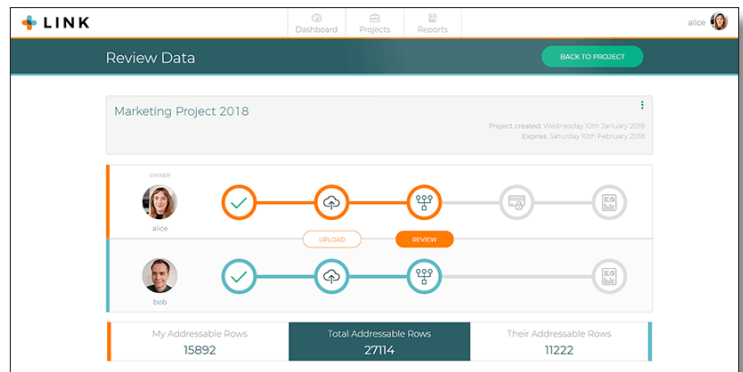 LINK
Dashboard
Projects
Reports
alice
Review Data
BACK TO PROJECT
Marketing Project 2018
Project created: Wednesday 10th January 2018
Expires: Saturday 10th February 2018
OWNER
alice
UPLOAD
REVIEW
bob
My Addressable Rows
Total Addressable Rows
Their Addressable Rows
15892
27114
11222